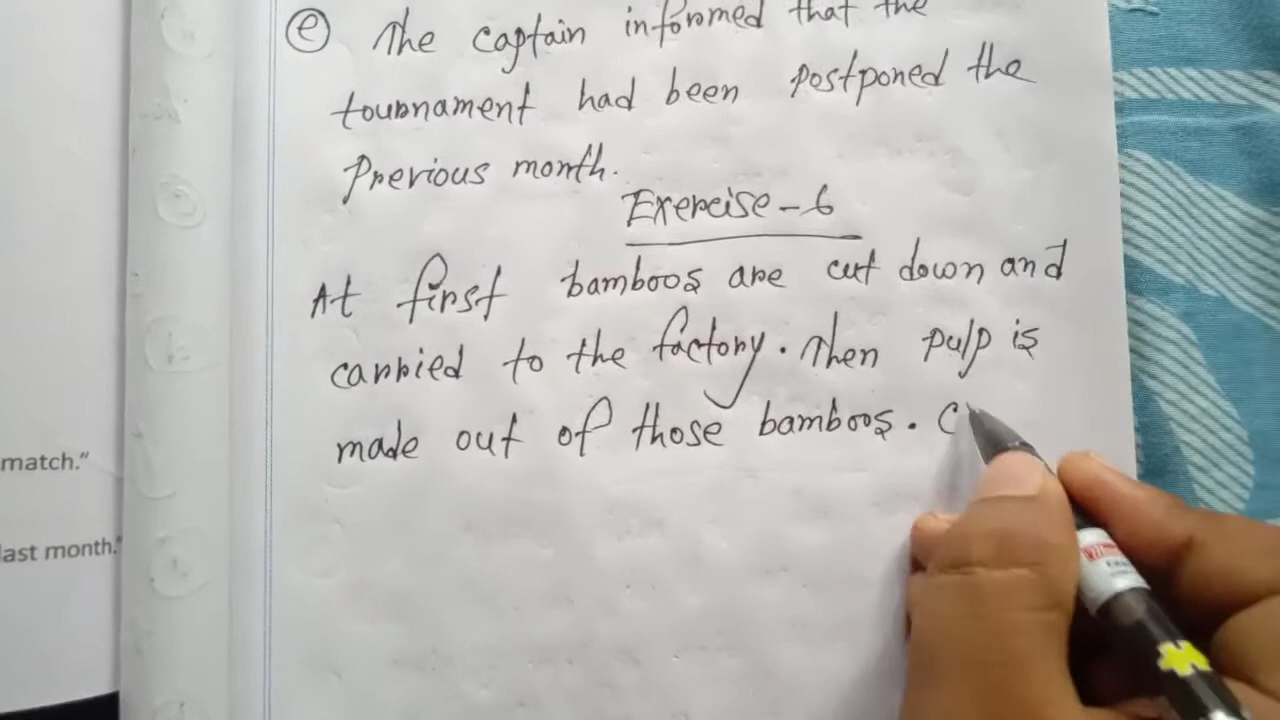 match."
last month."
ⓔ The captain informed that the
tournament had been postponed the
Previous month.
Exercise-6
At first bamboos are cut down and
carried to the factory. Then pulp is
made out of those bamboos. C